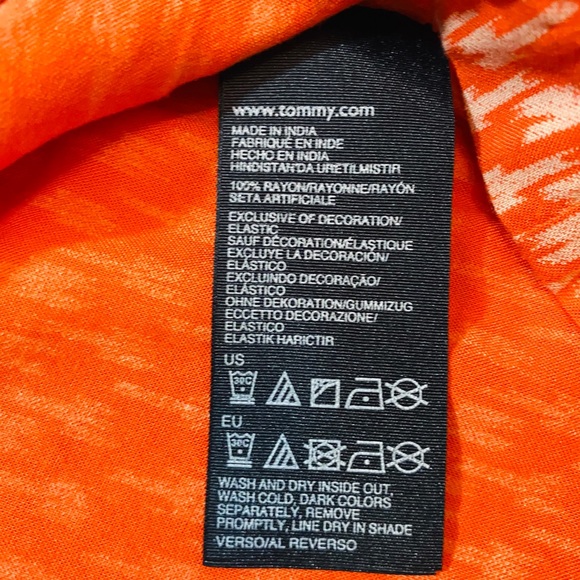 www.tommy.com
MADE IN INDIA
FABRIQUÉ EN INDE
HECHO EN INDIA
HINDISTAN'DA URETILMISTIR
100% RAYON/RAYONNE/RAYÓN
SETA ARTIFICIALE
EXCLUSIVE OF DECORATION/
ELASTIC
SAUF DÉCORATION/ÉLASTIQUE
EXCLUYE LA DECORACIÓN/
ELÁSTICO
EXCLUINDO DECORAÇÃO/
ELÁSTICO
OHNE DEKORATION/GUMMIZUG
ECCETTO DECORAZIONE/
ELASTICO
ELASTIK HARICTIR
US
30C
EU
30C
WASH AND DRY INSIDE OUT,
WASH COLD, DARK COLORS
SEPARATELY, REMOVE
PROMPTLY, LINE DRY IN SHADE
VERSO/AL REVERSO